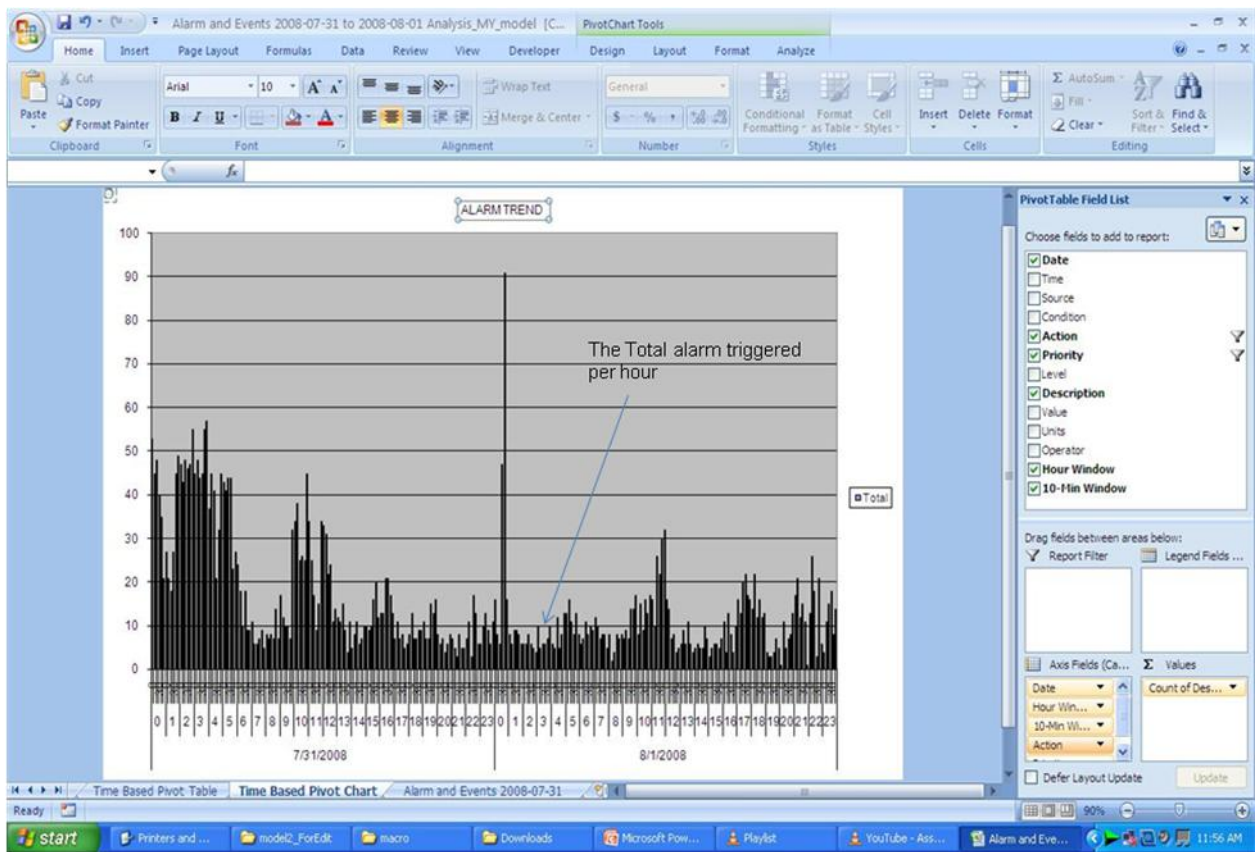 Alarm and Events 2008-07-31 to 2008-08-01 Analysis_MY_model [C...
PivotChart Tools
Home Insert Page Layout Formulas Data Review View Developer Design Layout Format Analyze
Paste
Cut
Copy
Format Painter
Clipboard
Arial 10
B I U
Font
Wrap Text
Merge & Center
Alignment
General
$ % ,
Number
Conditional Formatting
Format as Table
Cell Styles
Styles
Insert Delete Format
Cells
Σ AutoSum
Fill
Clear
Sort & Filter
Find & Select
Editing
fx
ALARM TREND
100
90
80
70
60
50
40
30
20
10
0
The Total alarm triggered
per hour
Total
0 1 2 3 4 5 6 7 8 9 10 11 12 13 14 15 16 17 18 19 20 21 22 23 0 1 2 3 4 5 6 7 8 9 10 11 12 13 14 15 16 17 18 19 20 21 22 23
7/31/2008 8/1/2008
PivotTable Field List
Choose fields to add to report:
Date
Time
Source
Condition
Action
Priority
Level
Description
Value
Units
Operator
Hour Window
10-Min Window
Drag fields between areas below:
Report Filter
Legend Fields ...
Axis Fields (Ca...
Σ Values
Date
Hour Win...
10-Min Wi...
Action
Count of Des...
Defer Layout Update
Update
Time Based Pivot Table Time Based Pivot Chart Alarm and Events 2008-07-31
Ready
90%
start
Printers and ...
model2_ForEdit
macro
Downloads
Microsoft Pow...
Playlist
YouTube - Ass...
Alarm and Eve...
11:56 AM